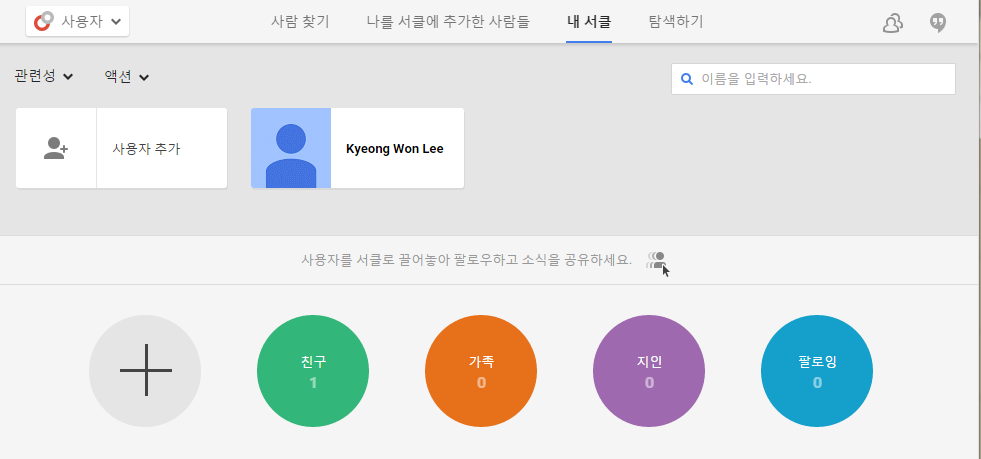 사용자
사람 찾기
나를 서클에 추가한 사람들
내 서클
탐색하기
관련성
액션
이름을 입력하세요.
사용자 추가
Kyeong Won Lee
사용자를 서클로 끌어놓아 팔로우하고 소식을 공유하세요.
친구
1
가족
0
지인
0
팔로잉
0